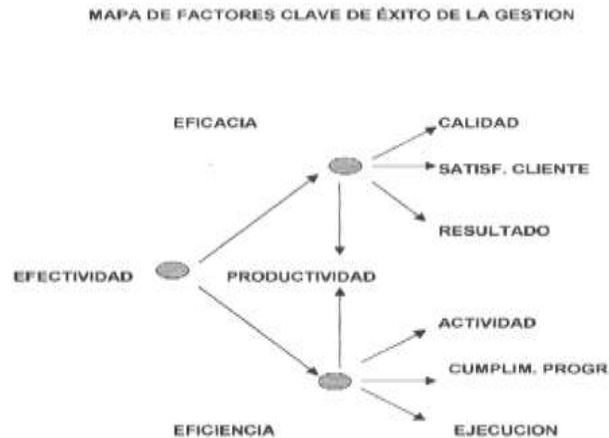 MAPA DE FACTORES CLAVE DE ÉXITO DE LA GESTION
EFICACIA
CALIDAD
SATISF. CLIENTE
RESULTADO
EFECTIVIDAD
PRODUCTIVIDAD
ACTIVIDAD
CUMPLIM. PROGR
EFICIENCIA
EJECUCION